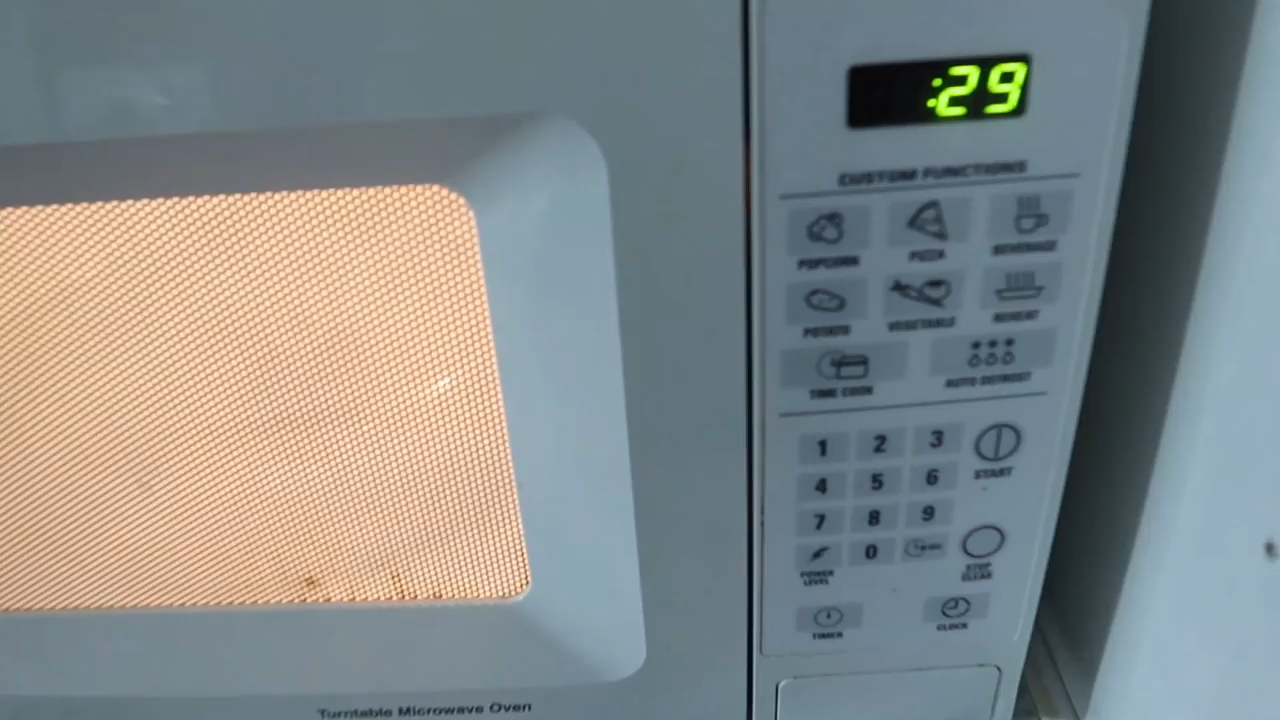 :29
CUSTOM FUNCTIONS
POPCORN PIZZA BEVERAGE
POTATO VEGETABLE REHEAT
TIME COOK AUTO DEFROST
1 2 3
START
4 5 6
7 8 9
0
POWER LEVEL
STOP CLEAR
TIMER CLOCK
Turntable Microwave Oven